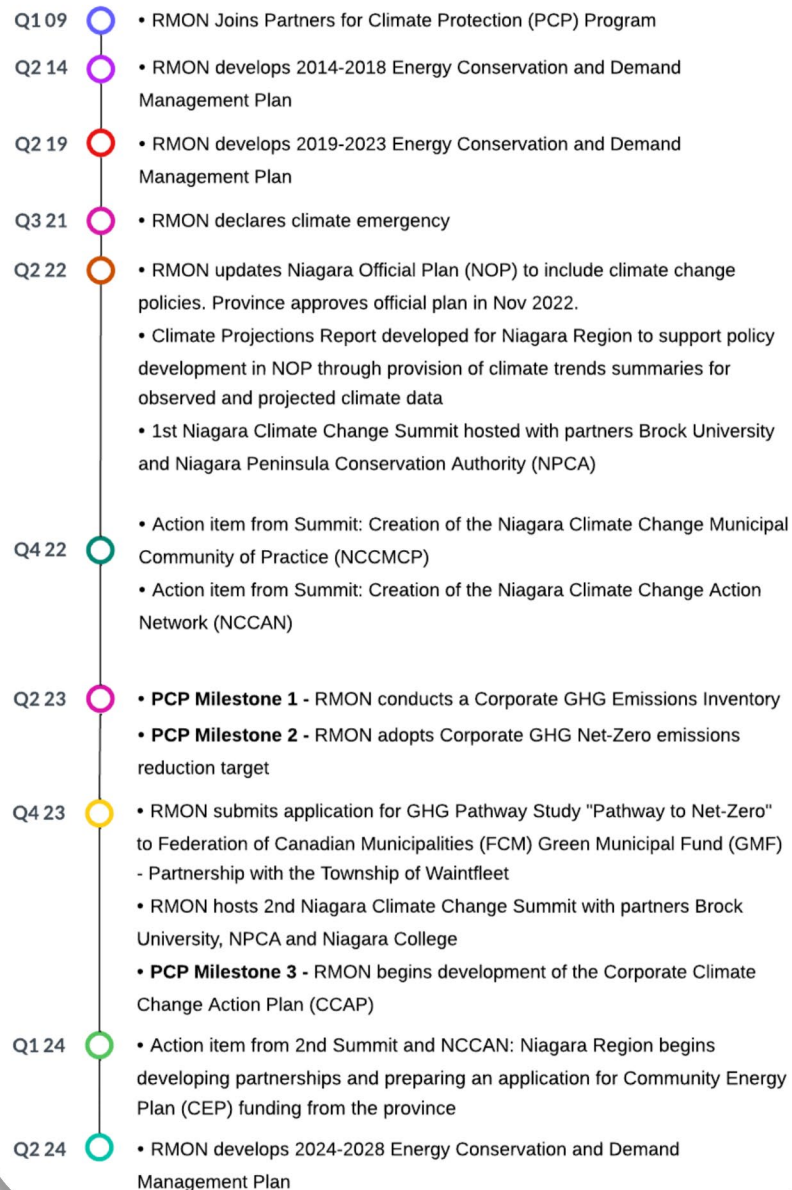 Q1 09
• RMON Joins Partners for Climate Protection (PCP) Program
Q2 14
• RMON develops 2014-2018 Energy Conservation and Demand
Management Plan
Q2 19
• RMON develops 2019-2023 Energy Conservation and Demand
Management Plan
Q3 21
• RMON declares climate emergency
Q2 22
• RMON updates Niagara Official Plan (NOP) to include climate change
policies. Province approves official plan in Nov 2022.
• Climate Projections Report developed for Niagara Region to support policy
development in NOP through provision of climate trends summaries for
observed and projected climate data
• 1st Niagara Climate Change Summit hosted with partners Brock University
and Niagara Peninsula Conservation Authority (NPCA)
Q4 22
• Action item from Summit: Creation of the Niagara Climate Change Municipal
Community of Practice (NCCMCP)
• Action item from Summit: Creation of the Niagara Climate Change Action
Network (NCCAN)
Q2 23
• PCP Milestone 1 - RMON conducts a Corporate GHG Emissions Inventory
• PCP Milestone 2 - RMON adopts Corporate GHG Net-Zero emissions
reduction target
Q4 23
• RMON submits application for GHG Pathway Study "Pathway to Net-Zero"
to Federation of Canadian Municipalities (FCM) Green Municipal Fund (GMF)
- Partnership with the Township of Waintfleet
• RMON hosts 2nd Niagara Climate Change Summit with partners Brock
University, NPCA and Niagara College
• PCP Milestone 3 - RMON begins development of the Corporate Climate
Change Action Plan (CCAP)
Q1 24
• Action item from 2nd Summit and NCCAN: Niagara Region begins
developing partnerships and preparing an application for Community Energy
Plan (CEP) funding from the province
Q2 24
• RMON develops 2024-2028 Energy Conservation and Demand
Management Plan